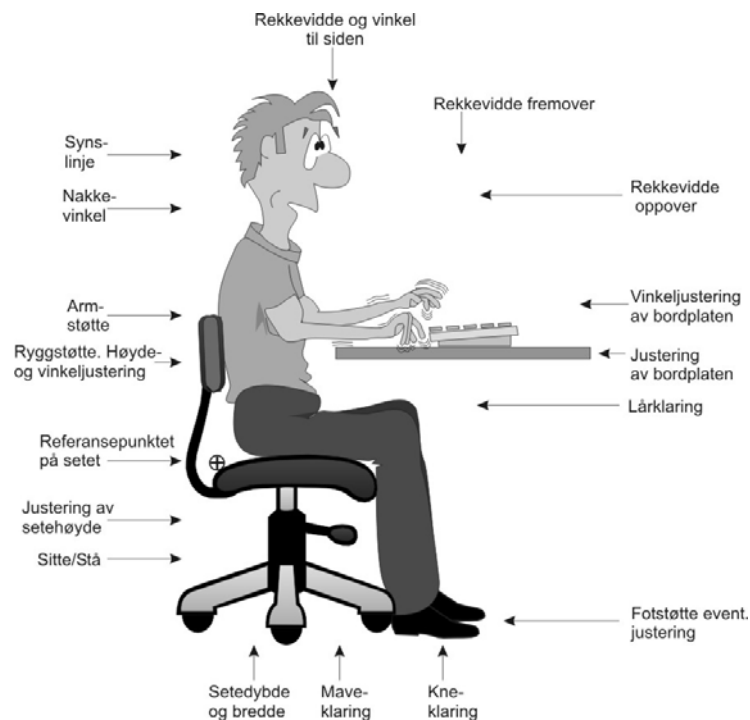 Rekkevidde og vinkel
til siden
Rekkevidde fremover
Syns-
linje
Nakke-
vinkel
Rekkevidde
oppover
Arm-
støtte
Vinkeljustering
av bordplaten
Ryggstøtte. Høyde-
og vinkeljustering
Justering
av bordplaten
Lårklaring
Referansepunktet
på setet
Justering av
setehøyde
Sitte/Stå
Fotstøtte event.
justering
Setedybde
og bredde
Mave-
klaring
Kne-
klaring